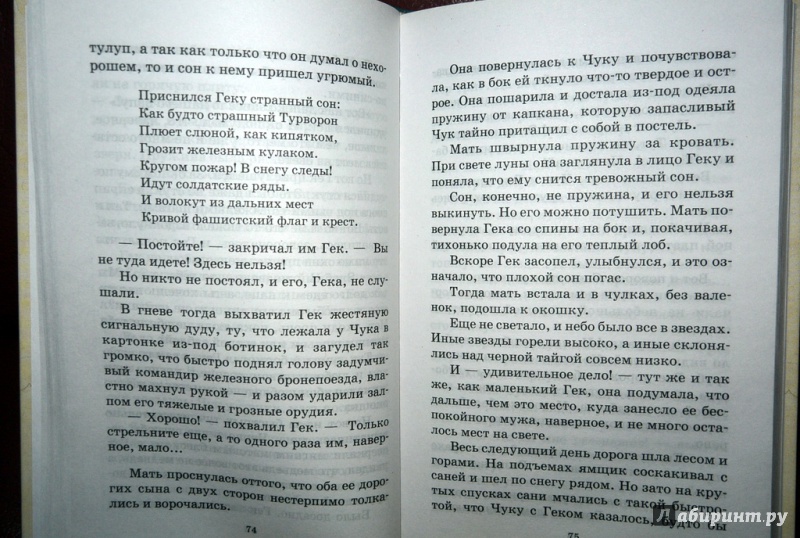 тулуп, а так как только что он думал о нехо-
рошем, то и сон к нему пришел угрюмый.
Приснился Геку странный сон:
Как будто страшный Турворон
Плюет слюной, как кипятком,
Грозит железным кулаком.
Кругом пожар! В снегу следы!
Идут солдатские ряды.
И волокут из дальних мест
Кривой фашистский флаг и крест.
— Постойте! — закричал им Гек. — Вы
не туда идете! Здесь нельзя!
Но никто не постоял, и его, Гека, не слу-
шали.
В гневе тогда выхватил Гек жестяную
сигнальную дуду, ту, что лежала у Чука в
картонке из-под ботинок, и загудел так
громко, что быстро поднял голову задумчи-
вый командир железного бронепоезда, вла-
стно махнул рукой — и разом ударили зал-
пом его тяжелые и грозные орудия.
— Хорошо! — похвалил Гек. — Только
стрельните еще, а то одного раза им, навер-
ное, мало...
Мать проснулась оттого, что оба ее доро-
гих сына с двух сторон нестерпимо толка-
лись и ворочались.
74
Она повернулась к Чуку и почувствова-
ла, как в бок ей ткнуло что-то твердое и ост-
рое. Она пошарила и достала из-под одеяла
пружину от капкана, которую запасливый
Чук тайно притащил с собой в постель.
Мать швырнула пружину за кровать.
При свете луны она заглянула в лицо Геку и
поняла, что ему снится тревожный сон.
Сон, конечно, не пружина, и его нельзя
выкинуть. Но его можно потушить. Мать по-
вернула Гека со спины на бок и, покачивая,
тихонько подула на его теплый лоб.
Вскоре Гек засопел, улыбнулся, и это оз-
начало, что плохой сон погас.
Тогда мать встала и в чулках, без вале-
нок, подошла к окошку.
Еще не светало, и небо было все в звездах.
Иные звезды горели высоко, а иные склоня-
лись над черной тайгой совсем низко.
И — удивительное дело! — тут же и так
же, как маленький Гек, она подумала, что
дальше, чем это место, куда занесло ее бес-
покойного мужа, наверное, и не много оста-
лось мест на свете.
Весь следующий день дорога шла лесом и
горами. На подъемах ямщик соскакивал с
саней и шел по снегу рядом. Но зато на кру-
тых спусках сани мчались с такой быстро-
той, что Чуку с Геком казалось, будто бы
75
Лабиринт.ру